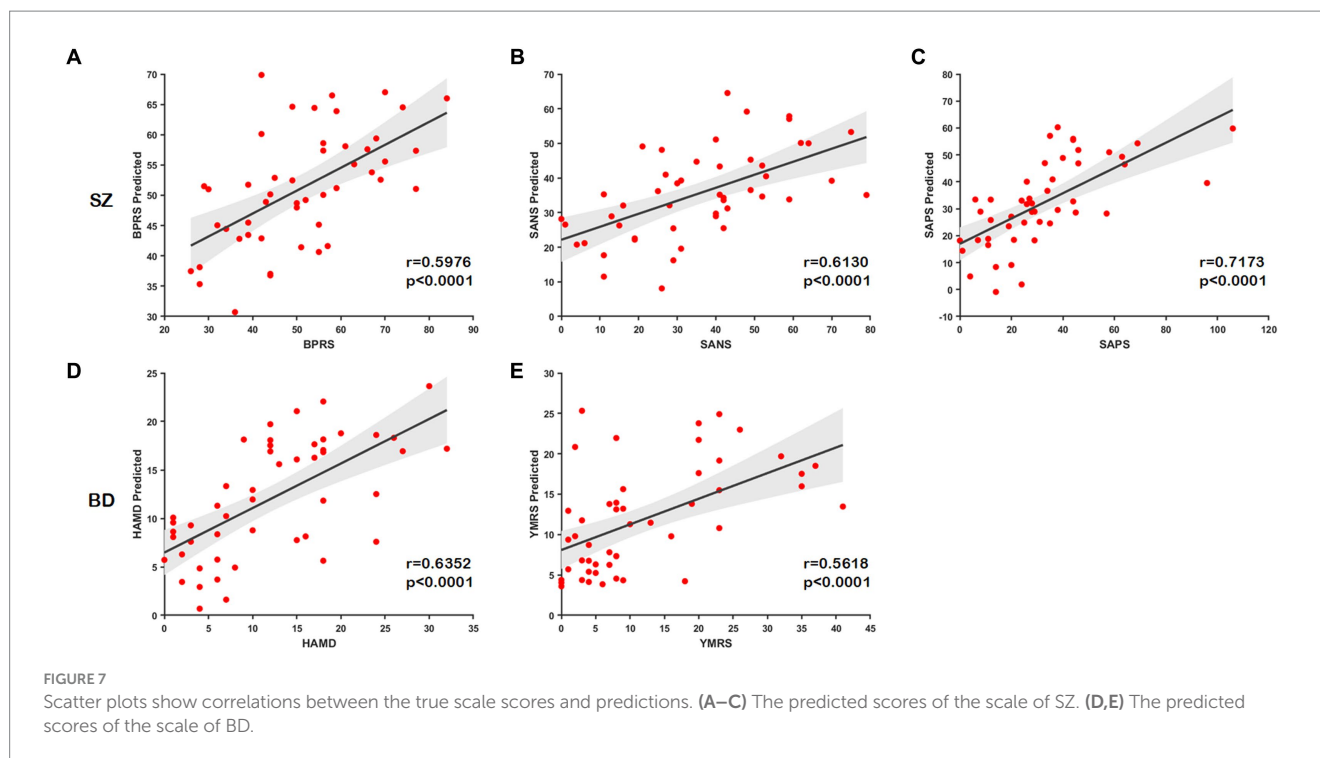 A
B
C
SZ
BPRS Predicted
70
65
60
55
50
45
40
35
30
20 30 40 50 60 70 80 90
BPRS
r=0.5976
p<0.0001
SANS Predicted
70
60
50
40
30
20
10
0
0 10 20 30 40 50 60 70 80
SANS
r=0.6130
p<0.0001
SAPS Predicted
80
70
60
50
40
30
20
10
0
-10
0 20 40 60 80 100 120
SAPS
r=0.7173
p<0.0001
D
E
BD
HAMD Predicted
25
20
15
10
5
0
0 5 10 15 20 25 30 35
HAMD
r=0.6352
p<0.0001
YMRS Predicted
30
25
20
15
10
5
0
0 5 10 15 20 25 30 35 40 45
YMRS
r=0.5618
p<0.0001
FIGURE 7
Scatter plots show correlations between the true scale scores and predictions. (A–C) The predicted scores of the scale of SZ. (D,E) The predicted
scores of the scale of BD.